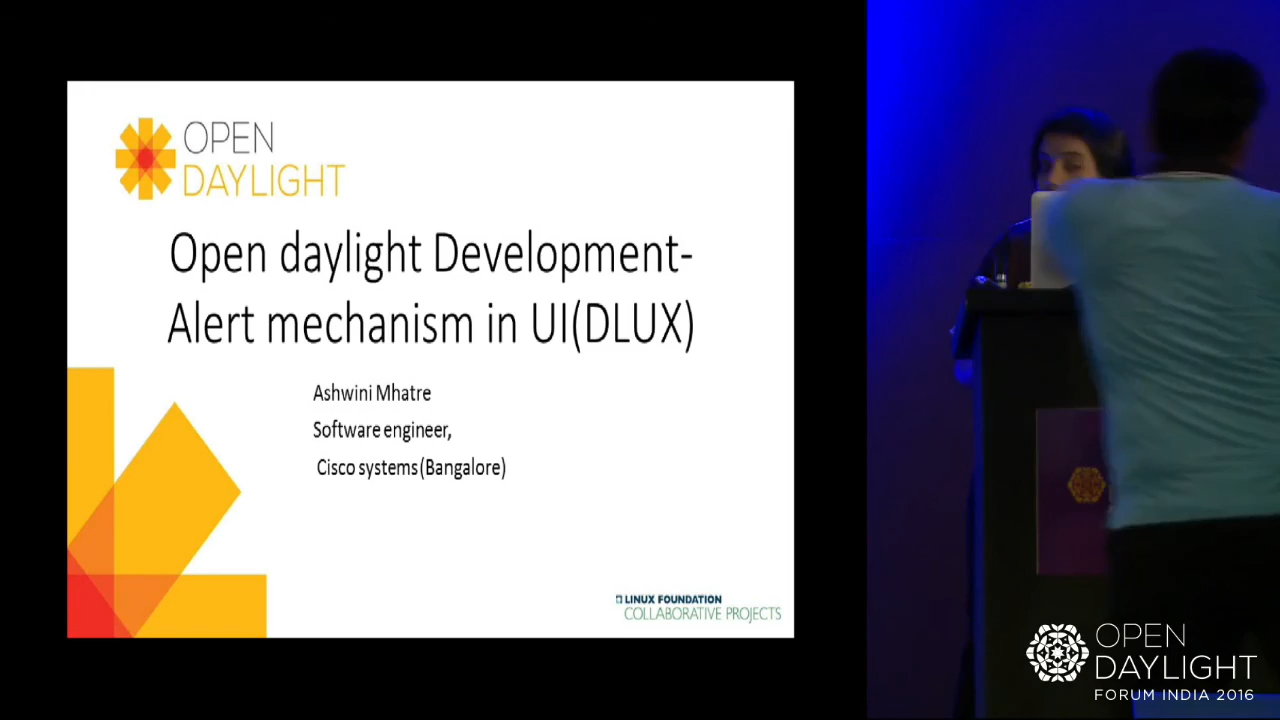 OPEN
DAYLIGHT
Open daylight Development-
Alert mechanism in UI(DLUX)
Ashwini Mhatre
Software engineer,
Cisco systems(Bangalore)
LINUX FOUNDATION
COLLABORATIVE PROJECTS
OPEN
DAYLIGHT
FORUM INDIA 2016